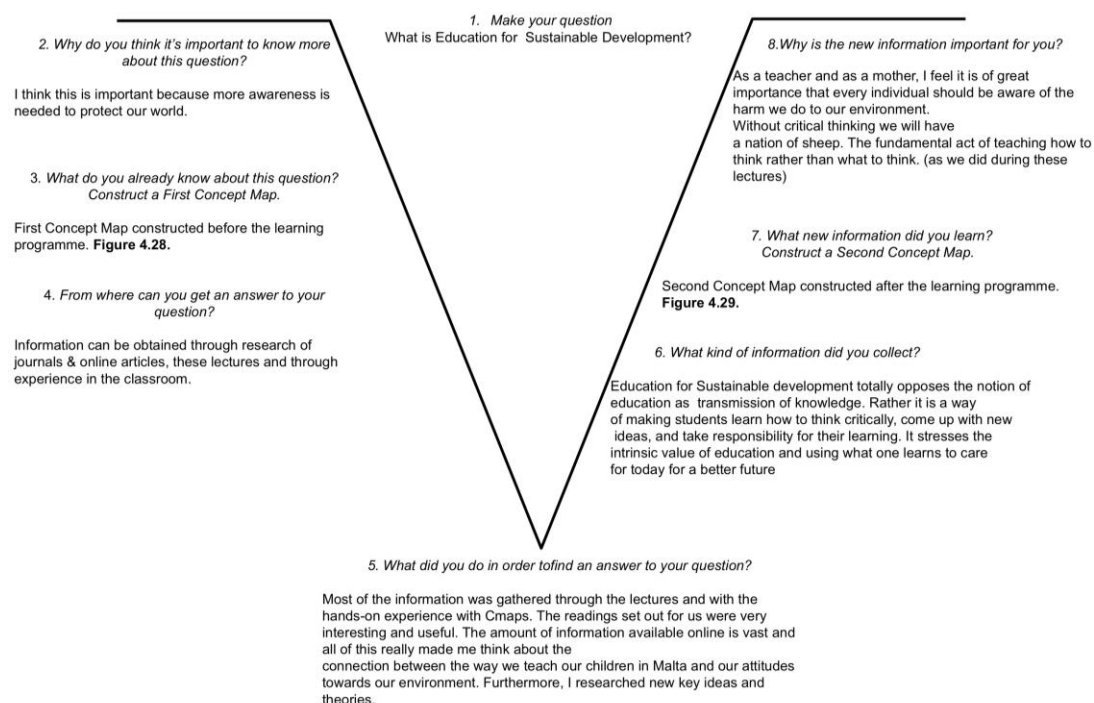 1. Make your question
What is Education for Sustainable Development?
2. Why do you think it's important to know more
about this question?
I think this is important because more awareness is
needed to protect our world.
3. What do you already know about this question?
Construct a First Concept Map.
First Concept Map constructed before the learning
programme. Figure 4.28.
4. From where can you get an answer to your
question?
Information can be obtained through research of
journals & online articles, these lectures and through
experience in the classroom.
5. What did you do in order tofind an answer to your question?
Most of the information was gathered through the lectures and with the
hands-on experience with Cmaps. The readings set out for us were very
interesting and useful. The amount of information available online is vast and
all of this really made me think about the
connection between the way we teach our children in Malta and our attitudes
towards our environment. Furthermore, I researched new key ideas and
theories.
6. What kind of information did you collect?
Education for Sustainable development totally opposes the notion of
education as transmission of knowledge. Rather it is a way
of making students learn how to think critically, come up with new
ideas, and take responsibility for their learning. It stresses the
intrinsic value of education and using what one learns to care
for today for a better future
7. What new information did you learn?
Construct a Second Concept Map.
Second Concept Map constructed after the learning programme.
Figure 4.29.
8.Why is the new information important for you?
As a teacher and as a mother, I feel it is of great
importance that every individual should be aware of the
harm we do to our environment.
Without critical thinking we will have
a nation of sheep. The fundamental act of teaching how to
think rather than what to think. (as we did during these
lectures)